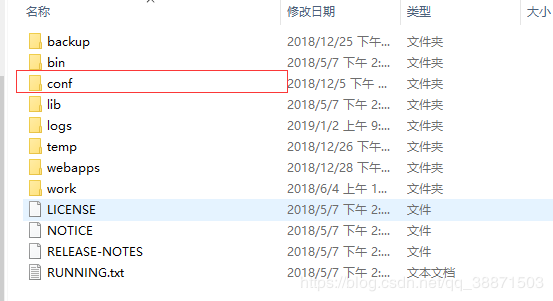 名称 修改日期 类型 大小
backup 2018/12/25 下午... 文件夹
bin 2018/5/7 下午 2:... 文件夹
conf 2018/12/5 下午 ... 文件夹
lib 2018/5/7 下午 2:... 文件夹
logs 2019/1/2 上午 9:... 文件夹
temp 2018/12/26 下午... 文件夹
webapps 2018/12/28 下午... 文件夹
work 2018/6/4 上午 1... 文件夹
LICENSE 2018/5/7 下午 2:... 文件
NOTICE 2018/5/7 下午 2:... 文件
RELEASE-NOTES 2018/5/7 下午 2:... 文件
RUNNING.txt 2018/5/7 下午 2:... 文本文档
https://blog.csdn.net/qq_38871503